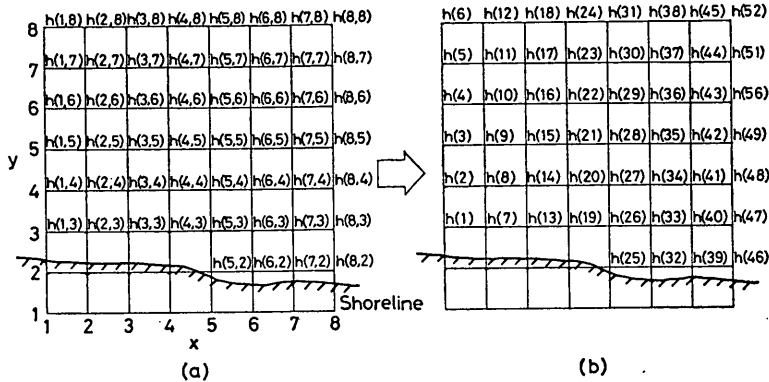 h(1,8) h(2,8) h(3,8) h(4,8) h(5,8) h(6,8) h(7,8) h(8,8)
8
h(1,7) h(2,7) h(3,7) h(4,7) h(5,7) h(6,7) h(7,7) h(8,7)
7
h(1,6) h(2,6) h(3,6) h(4,6) h(5,6) h(6,6) h(7,6) h(8,6)
6
h(1,5) h(2,5) h(3,5) h(4,5) h(5,5) h(6,5) h(7,5) h(8,5)
5
y
h(1,4) h(2,4) h(3,4) h(4,4) h(5,4) h(6,4) h(7,4) h(8,4)
4
h(1,3) h(2,3) h(3,3) h(4,3) h(5,3) h(6,3) h(7,3) h(8,3)
3
h(5,2) h(6,2) h(7,2) h(8,2)
2
Shoreline
1
1 2 3 4 5 6 7 8
x
(a)
h(6) h(12) h(18) h(24) h(31) h(38) h(45) h(52)
h(5) h(11) h(17) h(23) h(30) h(37) h(44) h(51)
h(4) h(10) h(16) h(22) h(29) h(36) h(43) h(56)
h(3) h(9) h(15) h(21) h(28) h(35) h(42) h(49)
h(2) h(8) h(14) h(20) h(27) h(34) h(41) h(48)
h(1) h(7) h(13) h(19) h(26) h(33) h(40) h(47)
h(25) h(32) h(39) h(46)
(b)